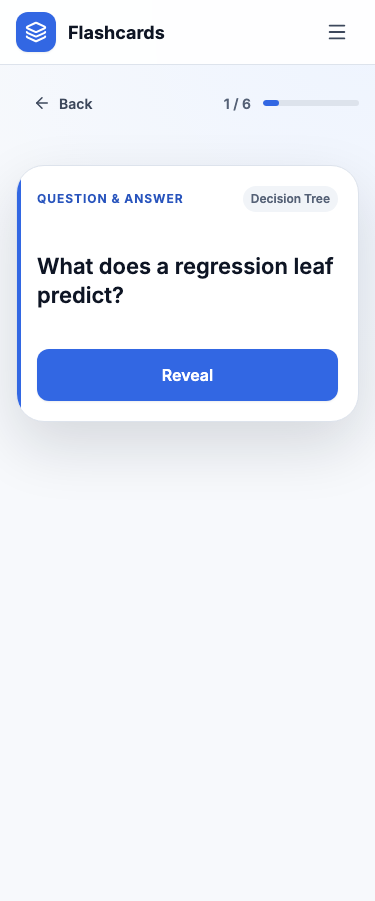 Flashcards
Back
1 / 6
QUESTION & ANSWER
Decision Tree
What does a regression leaf
predict?
Reveal